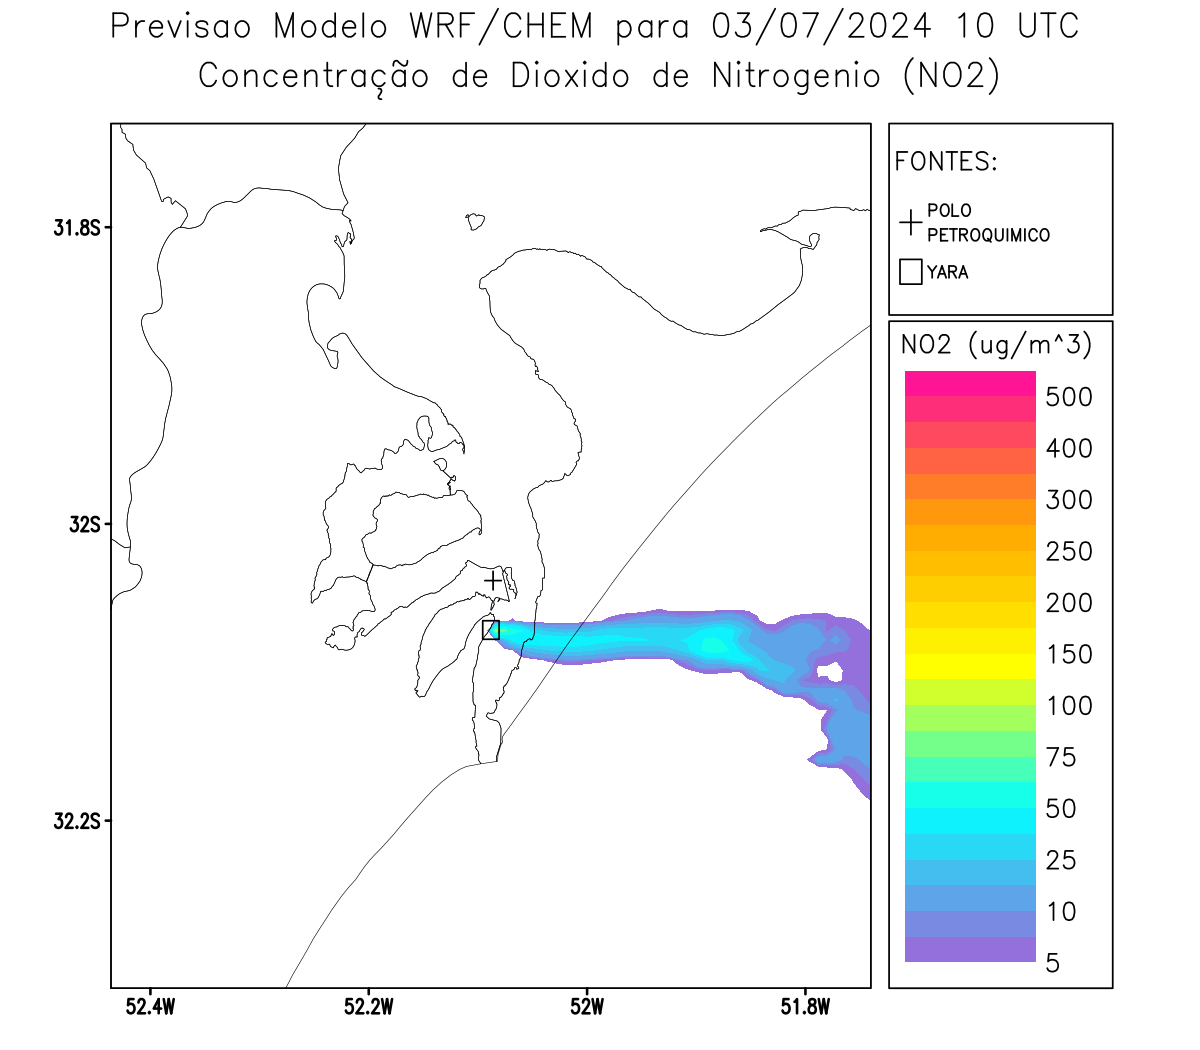 Previsao Modelo WRF/CHEM para 03/07/2024 10 UTC
Concentração de Dioxido de Nitrogenio (NO2)
FONTES:
POLO
PETROQUIMICO
YARA
31.8S
32S
32.2S
52.4W
52.2W
52W
51.8W
NO2 (ug/m^3)
500
400
300
250
200
150
100
75
50
25
10
5